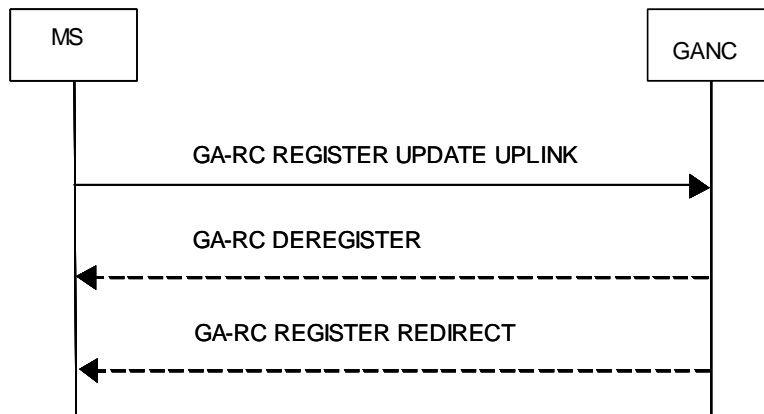 MS
GANC
GA-RC REGISTER UPDATE UPLINK
GA-RC DEREGISTER
GA-RC REGISTER REDIRECT